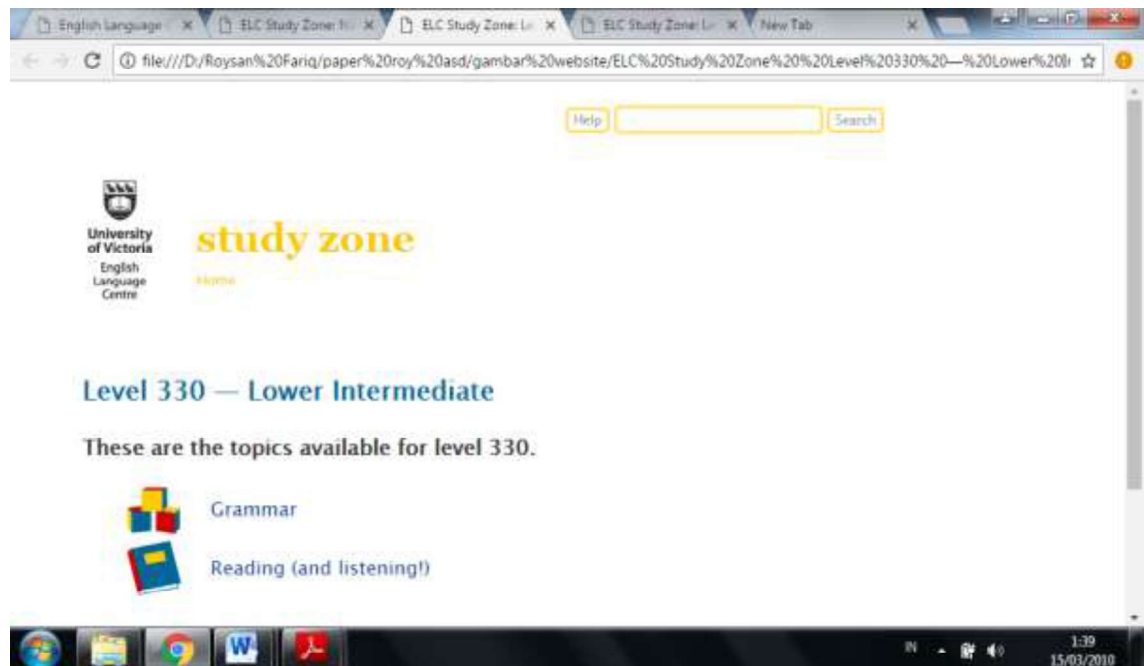 English Language
ELC Study Zone:
ELC Study Zone: Le
ELC Study Zone: Le
New Tab
file:///D:/Roysan%20Fariq/paper%20roy%20asd/gambar%20website/ELC%20Study%20Zone%20%20Level%20330%20—%20Lower%20
Help
Search
University
of Victoria
English
Language
Centre
study zone
Home
Level 330 — Lower Intermediate
These are the topics available for level 330.
Grammar
Reading (and listening!)
IN
1:39
15/03/2010